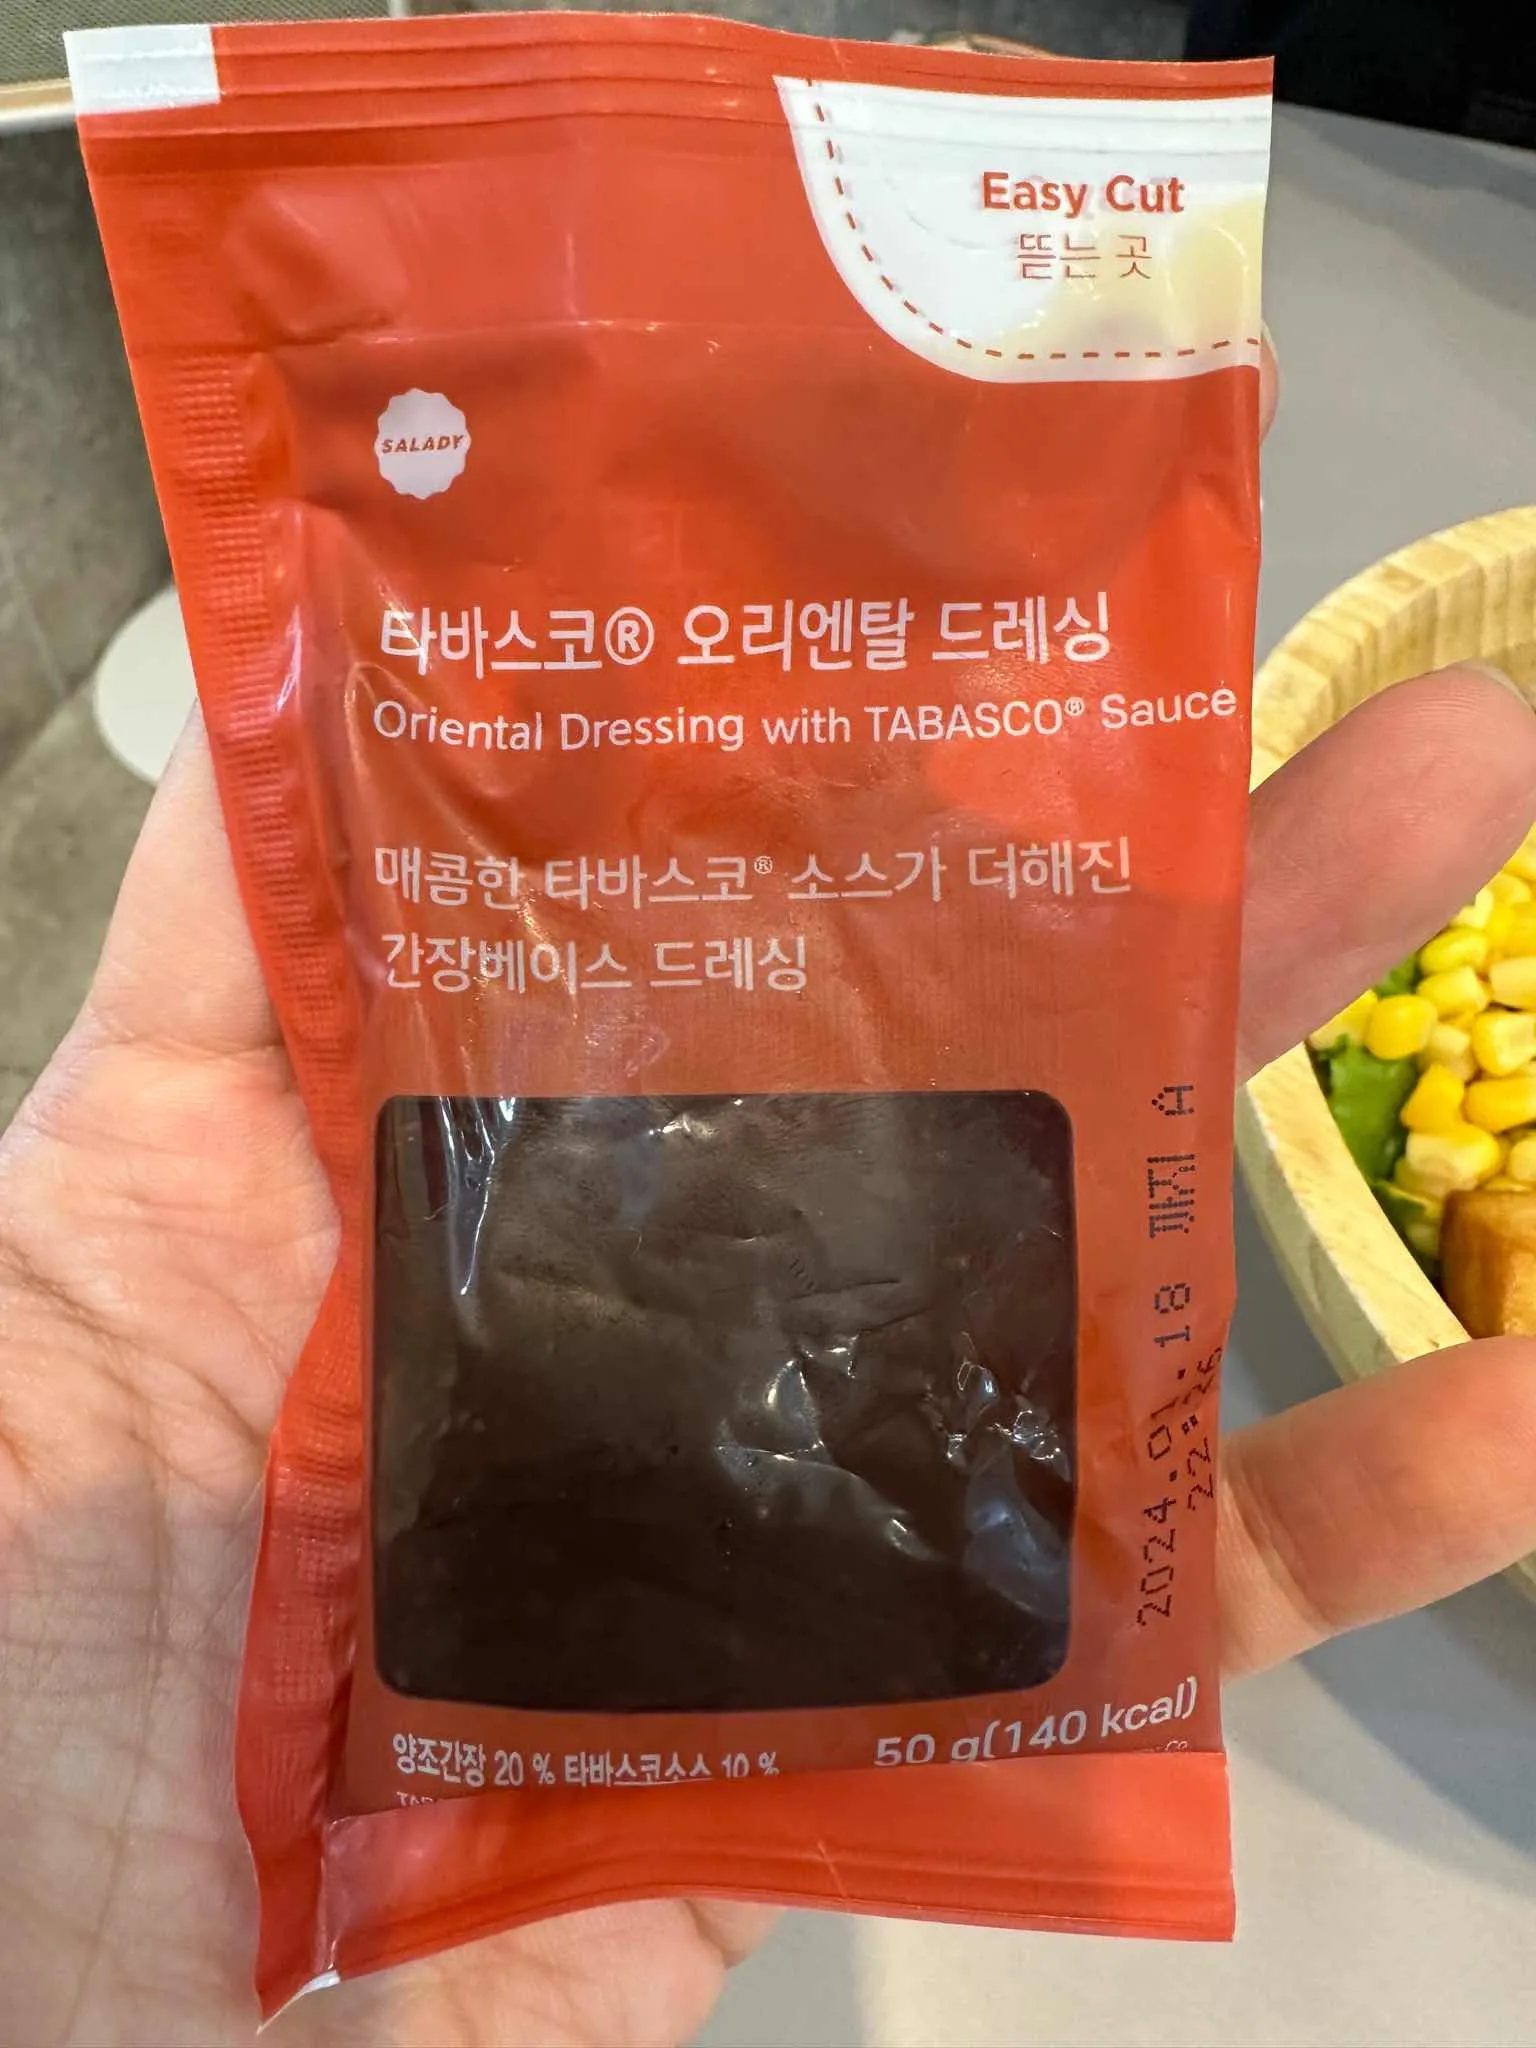 Easy Cut
뜯는 곳
SALADY
타바스코® 오리엔탈 드레싱
Oriental Dressing with TABASCO® Sauce
매콤한 타바스코® 소스가 더해진
간장베이스 드레싱
2024.01.18 까지 A
22:26
양조간장 20 % 타바스코소스 10 %
50 g(140 kcal)